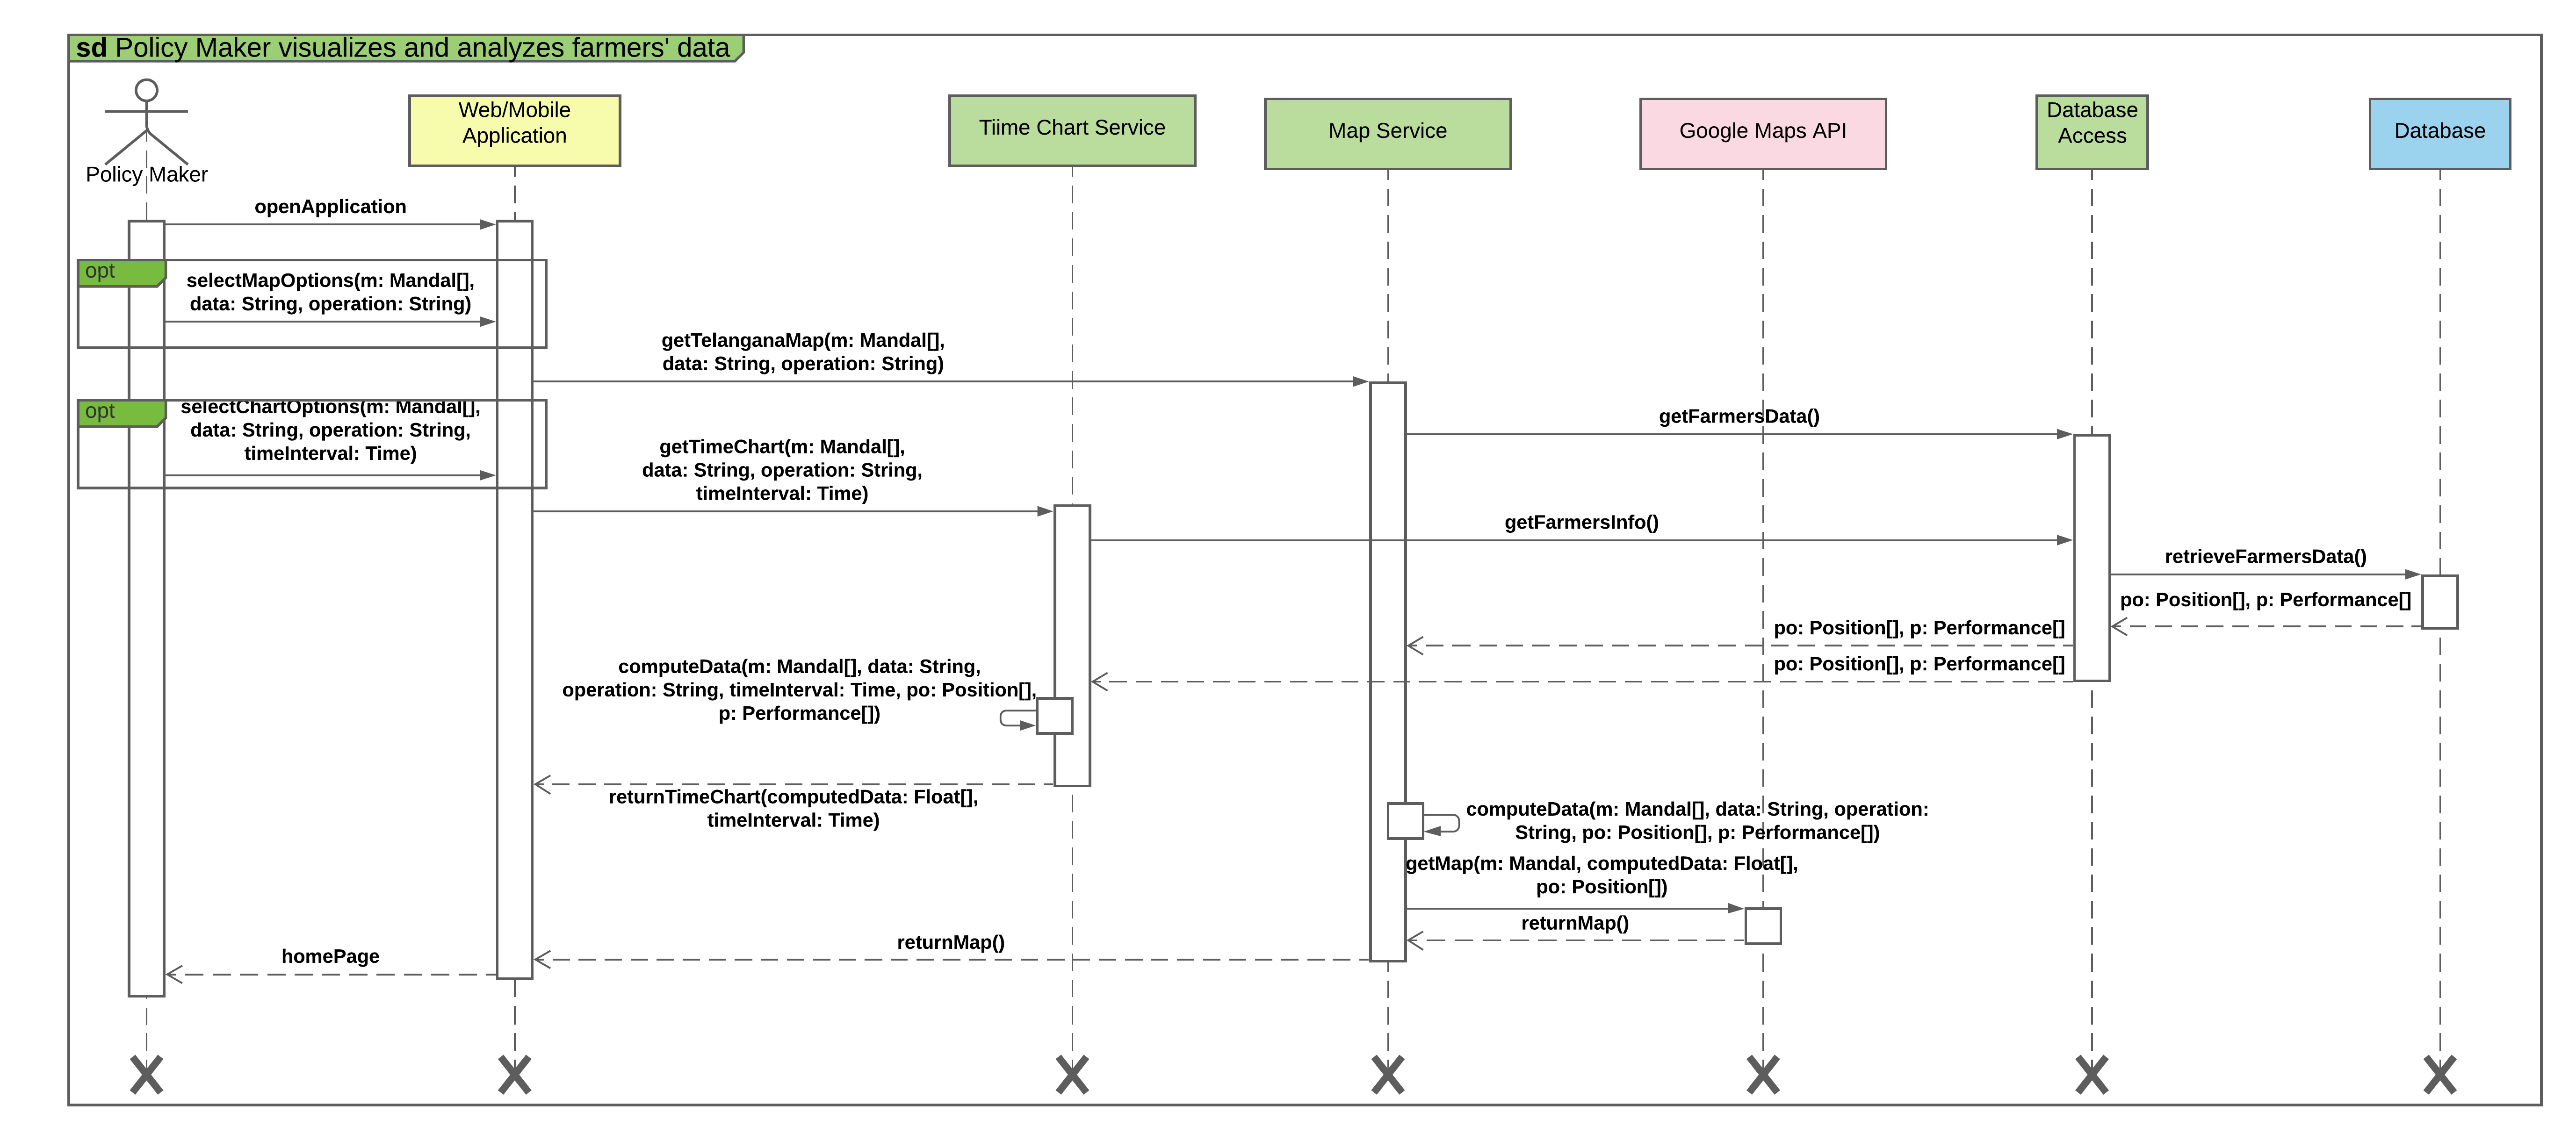 sd Policy Maker visualizes and analyzes farmers' data
Policy Maker
Web/Mobile
Application
Tiime Chart Service
Map Service
Google Maps API
Database
Access
Database
openApplication
opt
selectMapOptions(m: Mandal[],
data: String, operation: String)
getTelanganaMap(m: Mandal[],
data: String, operation: String)
opt
selectChartOptions(m: Mandal[],
data: String, operation: String,
timeInterval: Time)
getFarmersData()
getTimeChart(m: Mandal[],
data: String, operation: String,
timeInterval: Time)
getFarmersInfo()
retrieveFarmersData()
po: Position[], p: Performance[]
po: Position[], p: Performance[]
po: Position[], p: Performance[]
computeData(m: Mandal[], data: String,
operation: String, timeInterval: Time, po: Position[],
p: Performance[])
returnTimeChart(computedData: Float[],
timeInterval: Time)
computeData(m: Mandal[], data: String, operation:
String, po: Position[], p: Performance[])
getMap(m: Mandal, computedData: Float[],
po: Position[])
returnMap()
returnMap()
homePage